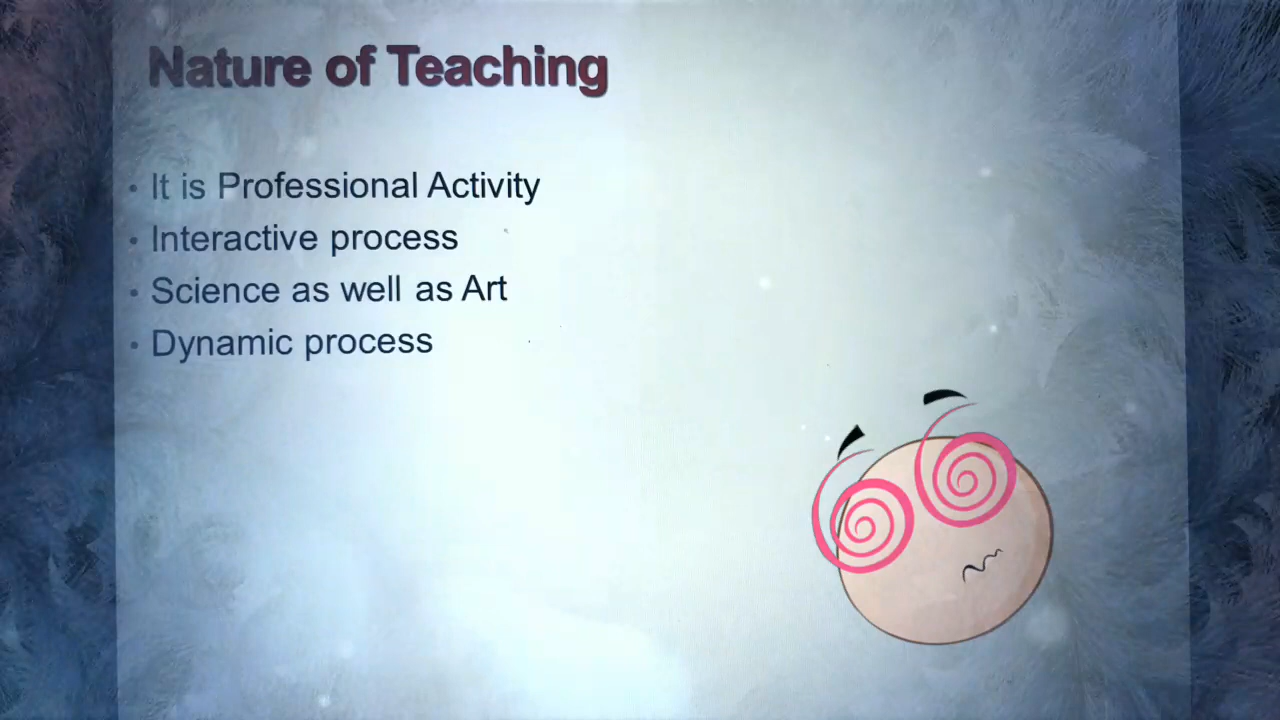 Nature of Teaching
• It is Professional Activity
• Interactive process
• Science as well as Art
• Dynamic process